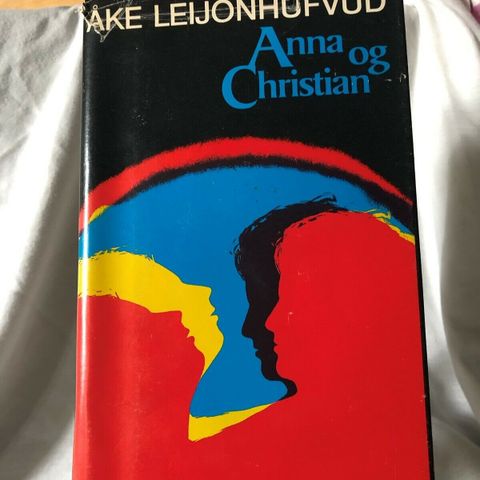 ÅKE LEIJONHUFVUD
Anna
og
Christian